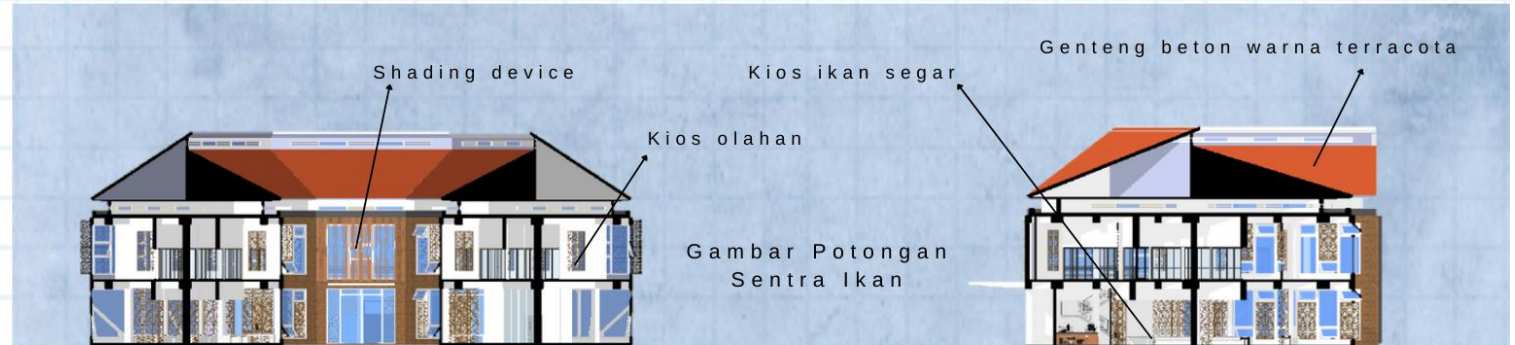 Genteng beton warna terracota
Shading device
Kios ikan segar
Kios olahan
Gambar Potongan
Sentra Ikan